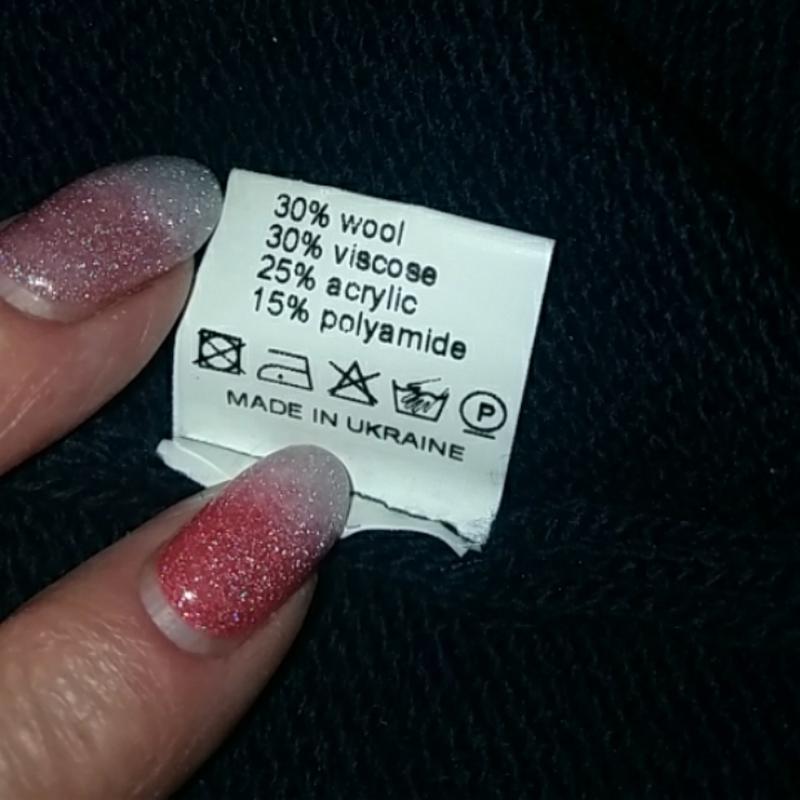 30% wool
30% viscose
25% acrylic
15% polyamide
P
MADE IN UKRAINE